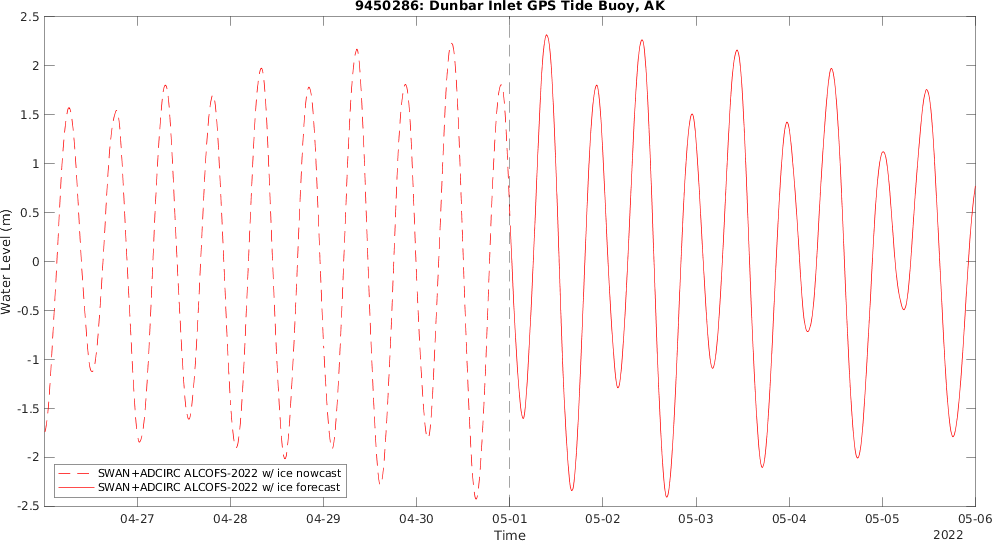 9450286: Dunbar Inlet GPS Tide Buoy, AK
2.5
2
1.5
1
0.5
0
-0.5
-1
-1.5
-2
-2.5
Water Level (m)
SWAN+ADCIRC ALCOFS-2022 w/ ice nowcast
SWAN+ADCIRC ALCOFS-2022 w/ ice forecast
04-27 04-28 04-29 04-30 05-01 05-02 05-03 05-04 05-05 05-06
Time
2022